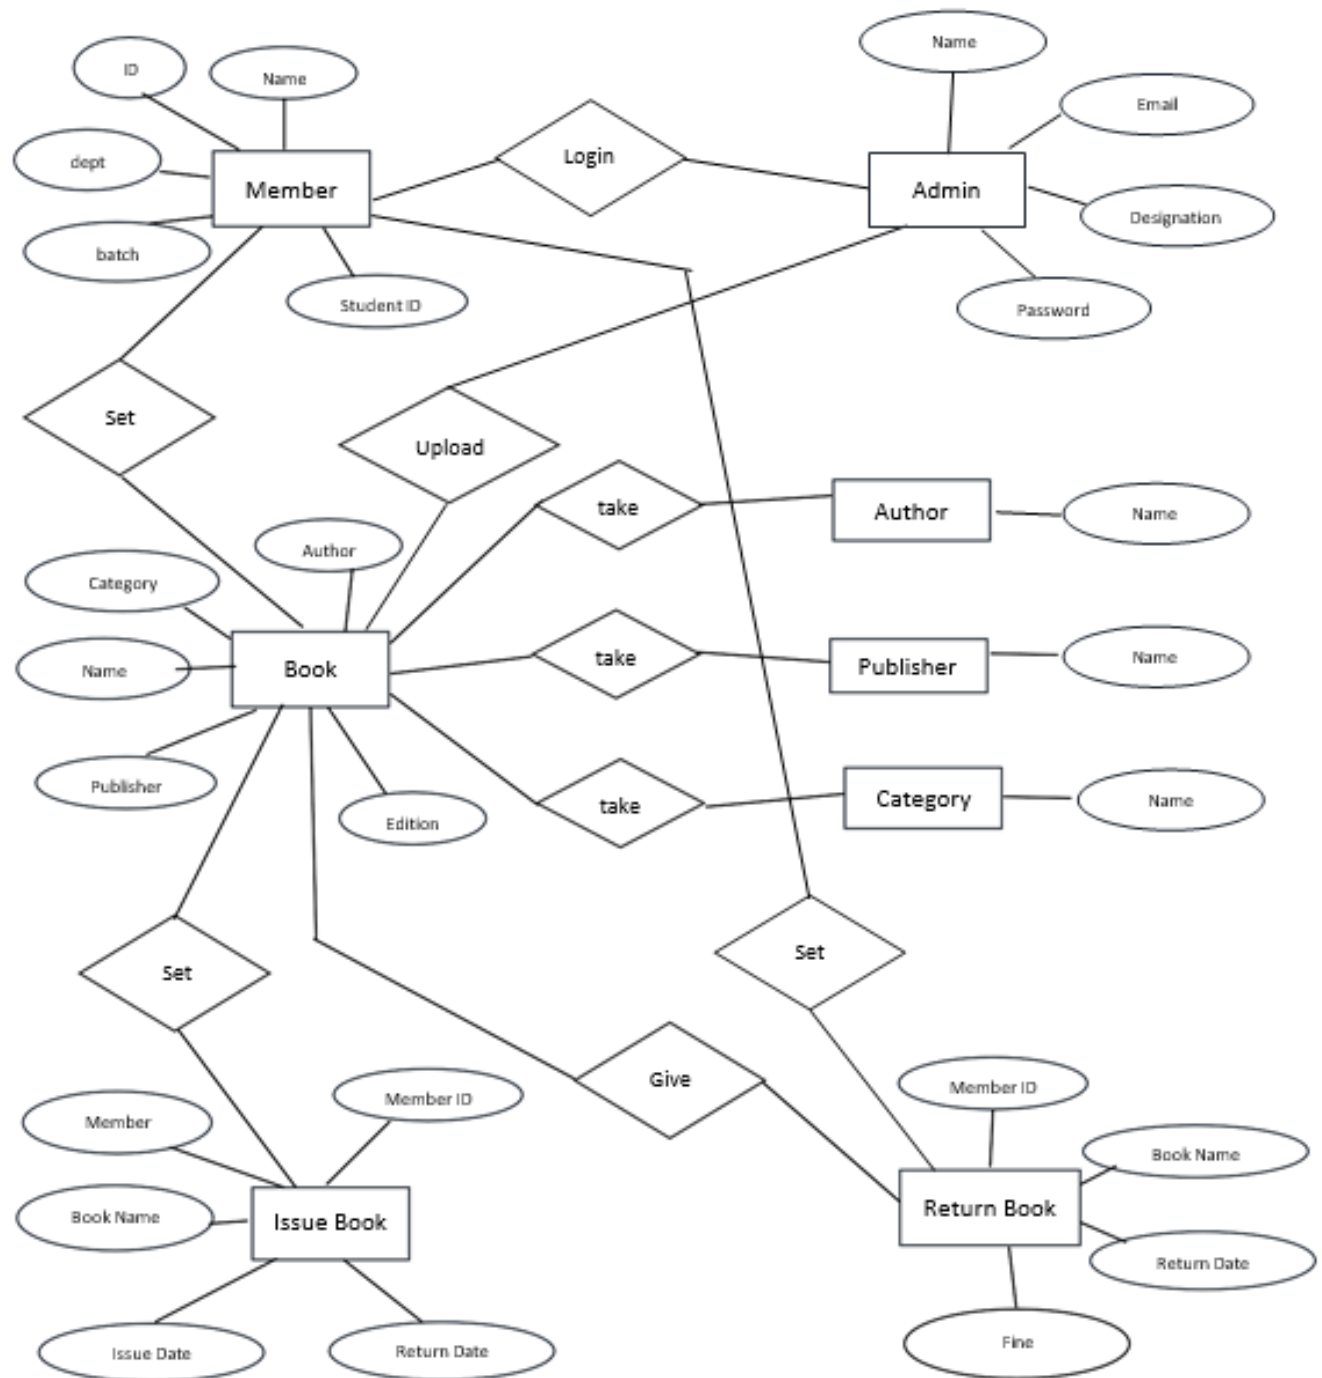 Name
ID
Name
Email
dept
Login
Member
Admin
Designation
batch
Student ID
Password
Set
Upload
take
Author
Name
Author
Category
Book
Name
take
Publisher
Name
Publisher
Edition
take
Category
Name
Set
Set
Give
Member
Member ID
Member ID
Book Name
Book Name
Issue Book
Return Book
Return Date
Issue Date
Return Date
Fine